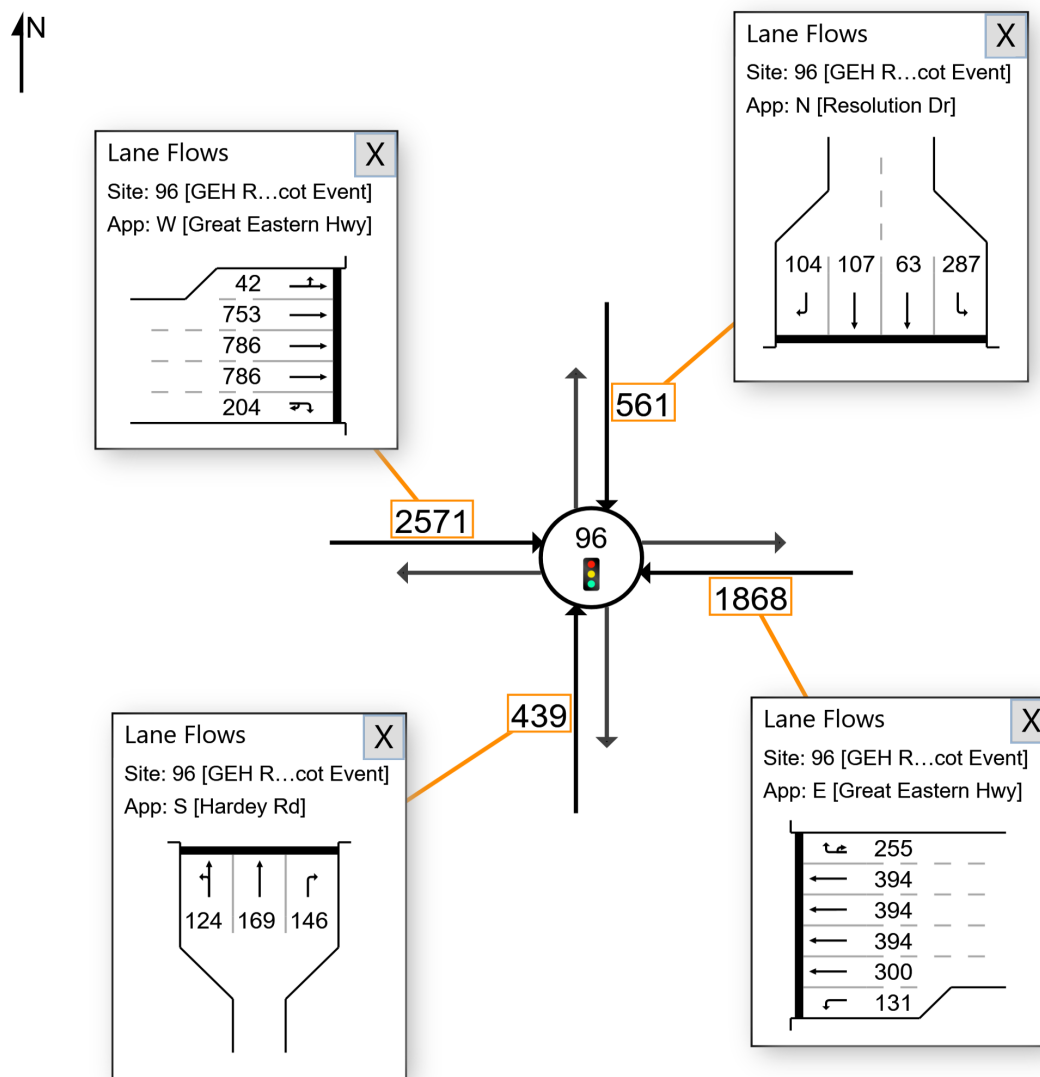 N
Lane Flows X
Site: 96 [GEH R...cot Event]
App: N [Resolution Dr]
104 107 63 287
Lane Flows X
Site: 96 [GEH R...cot Event]
App: W [Great Eastern Hwy]
42
753
786
786
204
561
2571
96
1868
439
Lane Flows X
Site: 96 [GEH R...cot Event]
App: S [Hardey Rd]
124 169 146
Lane Flows X
Site: 96 [GEH R...cot Event]
App: E [Great Eastern Hwy]
255
394
394
394
300
131